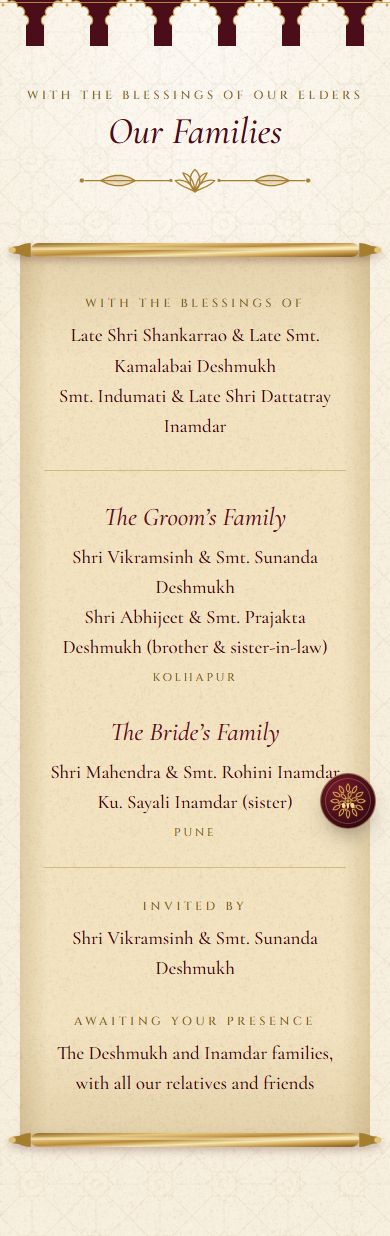 WITH THE BLESSINGS OF OUR ELDERS
Our Families
WITH THE BLESSINGS OF
Late Shri Shankarrao & Late Smt.
Kamalabai Deshmukh
Smt. Indumati & Late Shri Dattatray
Inamdar
The Groom’s Family
Shri Vikramsinh & Smt. Sunanda
Deshmukh
Shri Abhijeet & Smt. Prajakta
Deshmukh (brother & sister-in-law)
KOLHAPUR
The Bride’s Family
Shri Mahendra & Smt. Rohini Inamdar
Ku. Sayali Inamdar (sister)
PUNE
INVITED BY
Shri Vikramsinh & Smt. Sunanda
Deshmukh
AWAITING YOUR PRESENCE
The Deshmukh and Inamdar families,
with all our relatives and friends